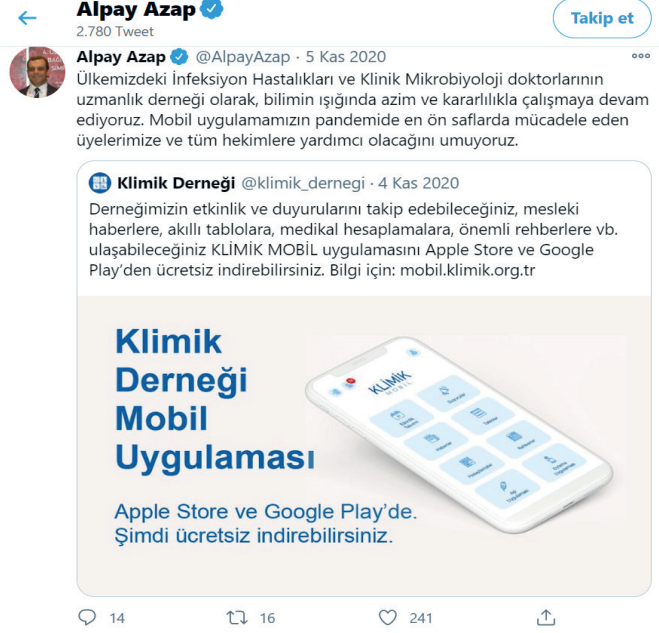 Alpay Azap
2.780 Tweet
Takip et
Alpay Azap @AlpayAzap · 5 Kas 2020
Ülkemizdeki İnfeksiyon Hastalıkları ve Klinik Mikrobiyoloji doktorlarının
uzmanlık derneği olarak, bilimin ışığında azim ve kararlılıkla çalışmaya devam
ediyoruz. Mobil uygulamamızın pandemide en ön saflarda mücadele eden
üyelerimize ve tüm hekimlere yardımcı olacağını umuyoruz.
Klimik Derneği @klimik_dernegi · 4 Kas 2020
Derneğimizin etkinlik ve duyurularını takip edebileceğiniz, mesleki
haberlere, akıllı tablolara, medikal hesaplamalara, önemli rehberlere vb.
ulaşabileceğiniz KLİMİK MOBİL uygulamasını Apple Store ve Google
Play'den ücretsiz indirebilirsiniz. Bilgi için: mobil.klimik.org.tr
Klimik
Derneği
Mobil
Uygulaması
KLİMİK
MOBİL
Apple Store ve Google Play'de.
Şimdi ücretsiz indirebilirsiniz.
14
16
241